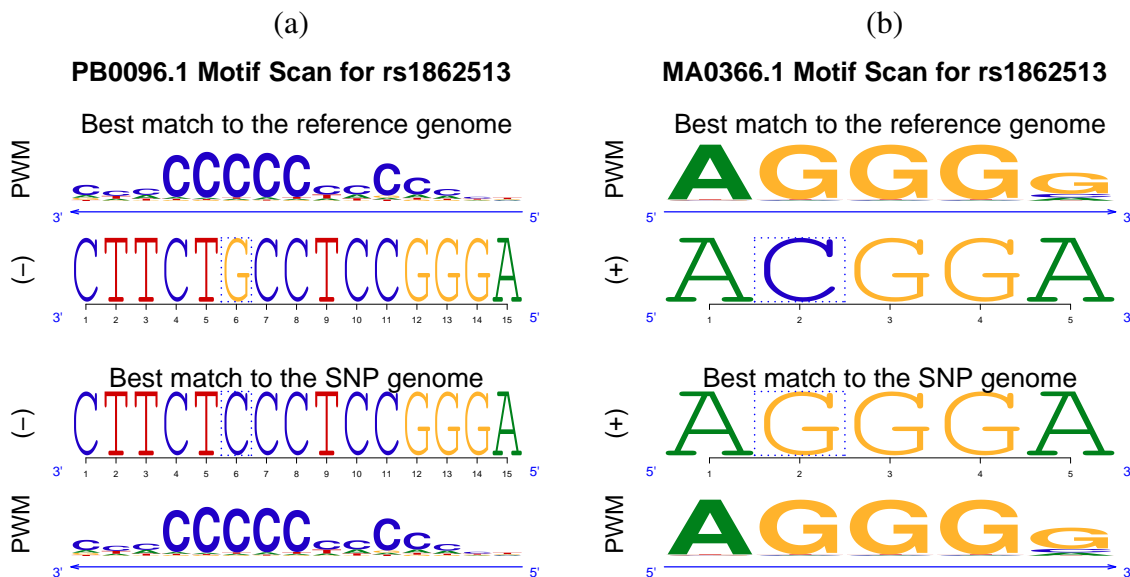 (a)
PB0096.1 Motif Scan for rs1862513
Best match to the reference genome
PWM
CCCCCCCCCCCC
3' 5'
(−)
CTTCTGCCTCCGGGA
1 2 3 4 5 6 7 8 9 10 11 12 13 14 15
3' 5'
Best match to the SNP genome
(−)
CTTCTCCCTCCGGGA
1 2 3 4 5 6 7 8 9 10 11 12 13 14 15
3' 5'
PWM
CCCCCCCCCCCC
3' 5'
(b)
MA0366.1 Motif Scan for rs1862513
Best match to the reference genome
PWM
AGGGG
5' 3'
(+)
ACGGA
1 2 3 4 5
5' 3'
Best match to the SNP genome
(+)
AGGGA
1 2 3 4 5
5' 3'
PWM
AGGGG
5' 3'